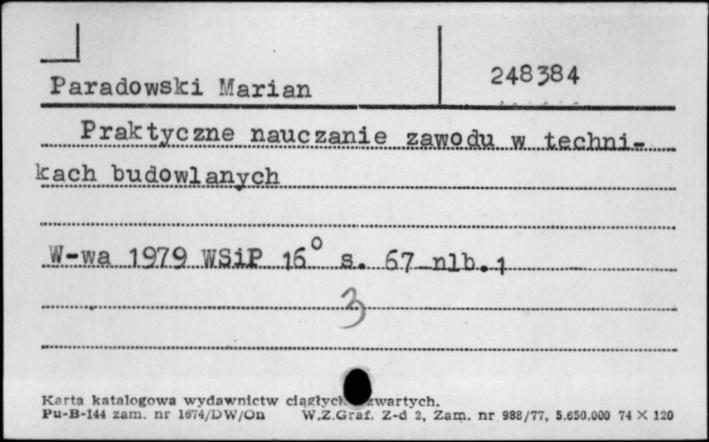 Paradowski Marian 248384
Praktyczne nauczanie zawodu w techni-
kach budowlanych
W-wa 1979 WSiP 16° s. 67 nlb. 1
3
Karta katalogowa wydawnictw ciągłych zwartych.
Pu-B-144 zam. nr 1674/DW/On W.Z.Graf. Z-d 2, Zam. nr 988/77, 5.650.000 74 × 120